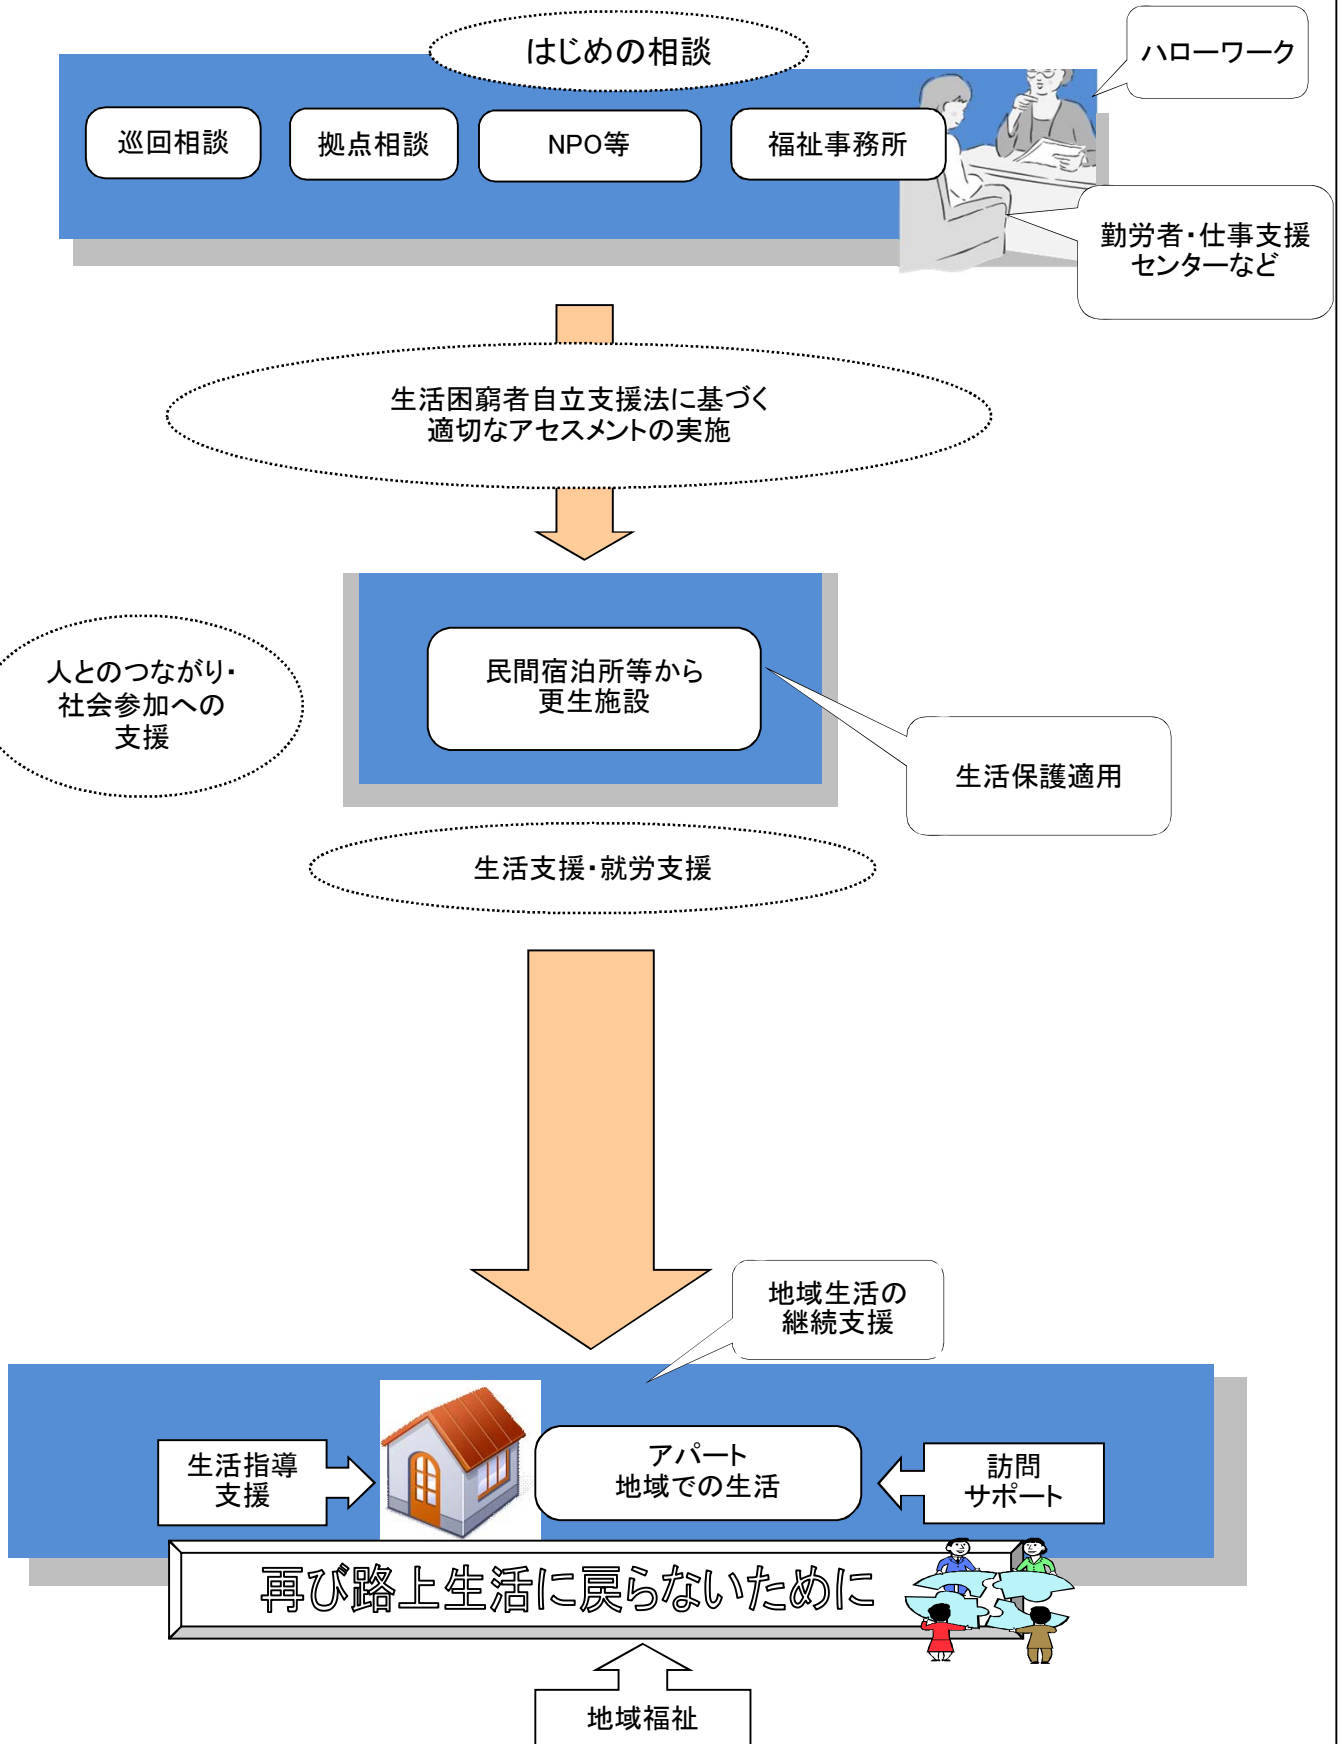 はじめの相談
ハローワーク
巡回相談
拠点相談
NPO等
福祉事務所
勤労者・仕事支援
センターなど
生活困窮者自立支援法に基づく
適切なアセスメントの実施
人とのつながり・
社会参加への
支援
民間宿泊所等から
更生施設
生活保護適用
生活支援・就労支援
地域生活の
継続支援
生活指導
支援
アパート
地域での生活
訪問
サポート
再び路上生活に戻らないために
地域福祉